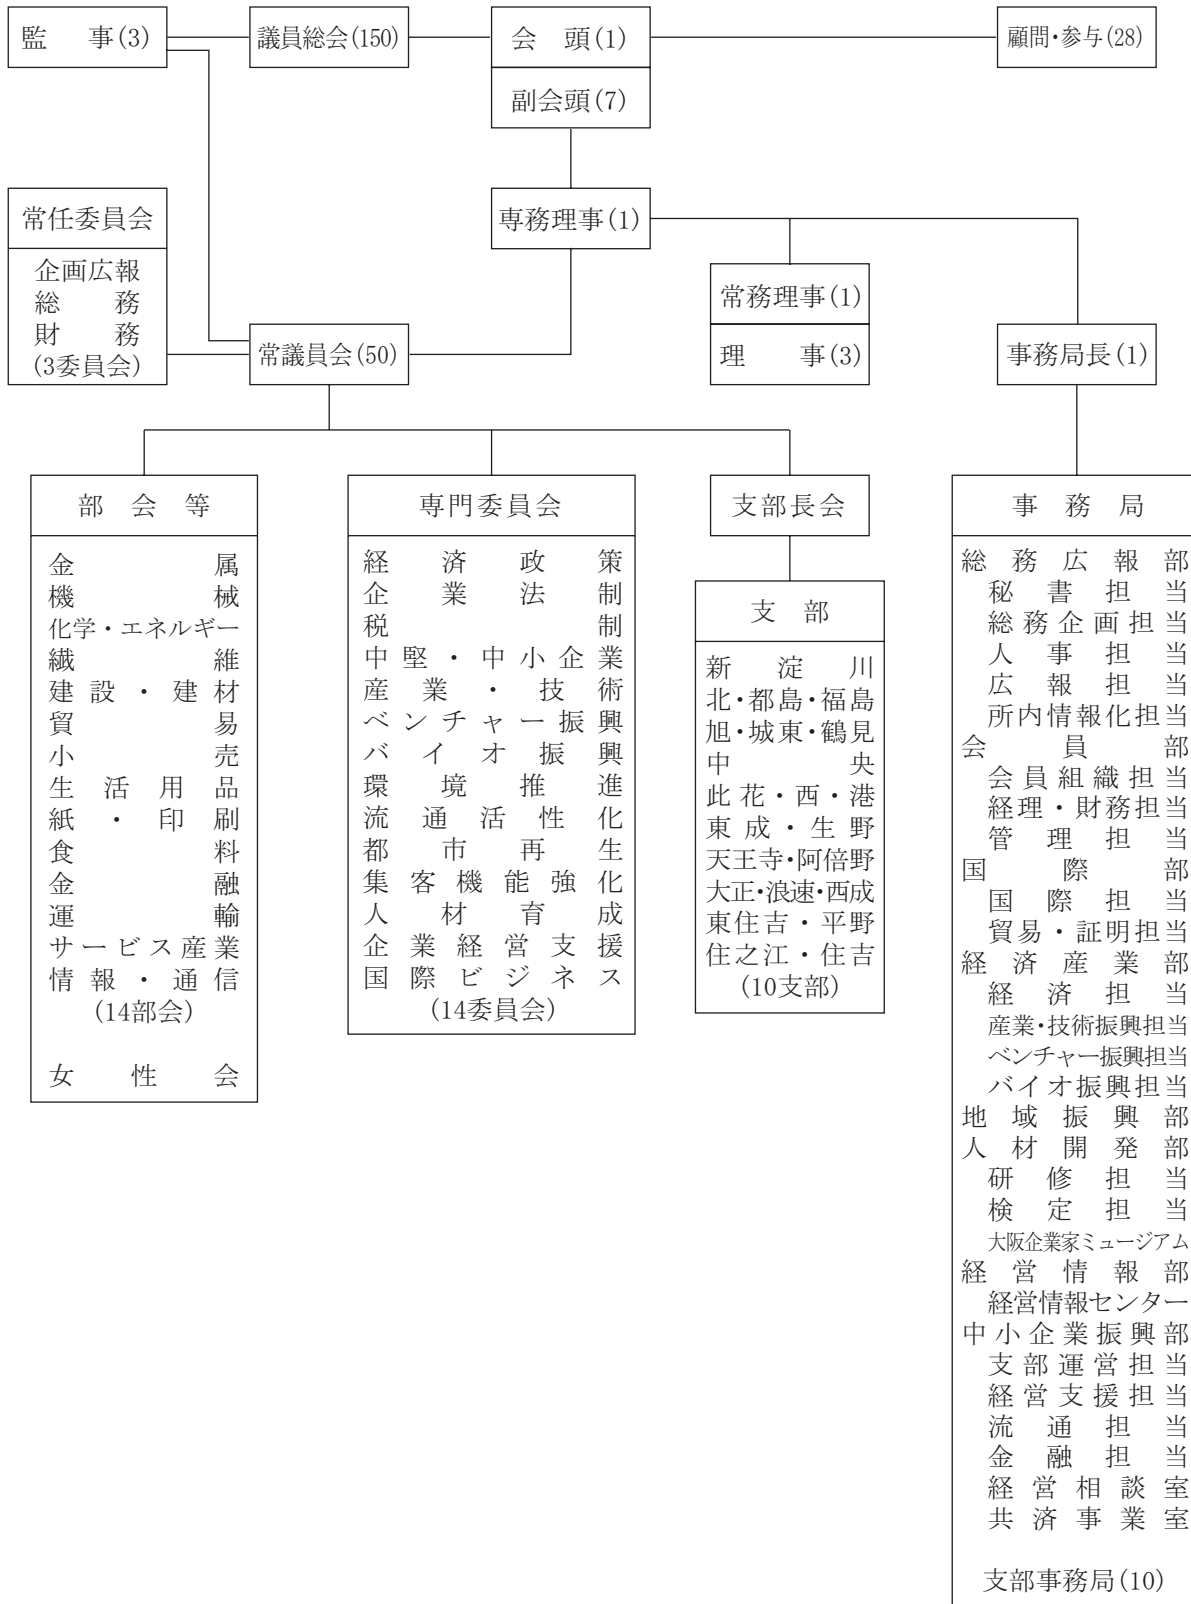 監　事(3)
議員総会(150)
会　頭(1)
顧問・参与(28)
副会頭(7)
常任委員会
企画広報
総　務
財　務
(3委員会)
専務理事(1)
常務理事(1)
理　事(3)
常議員会(50)
事務局長(1)
部会等
金属
機械
化学・エネルギー
繊維
建設・建材
貿易
小売
生活用品
紙・印刷
食料
金融
運輸
サービス産業
情報・通信
(14部会)
女性会
専門委員会
経済政策
企業法制
税制
中堅・中小企業
産業・技術
ベンチャー振興
バイオ振興
環境推進
流通活性化
都市再生
集客機能強化
人材育成
企業経営支援
国際ビジネス
(14委員会)
支部長会
支部
新淀川
北・都島・福島
旭・城東・鶴見
中央
此花・西・港
東成・生野
天王寺・阿倍野
大正・浪速・西成
東住吉・平野
住之江・住吉
(10支部)
事務局
総務広報部
秘書担当
総務企画担当
人事担当
広報担当
所内情報化担当
会員部
会員組織担当
経理・財務担当
管理担当
国際部
国際担当
貿易・証明担当
経済産業部
経済担当
産業・技術振興担当
ベンチャー振興担当
バイオ振興担当
地域振興部
人材開発部
研修担当
検定担当
大阪企業家ミュージアム
経営情報部
経営情報センター
中小企業振興部
支部運営担当
経営支援担当
流通担当
金融担当
経営相談室
共済事業室
支部事務局(10)